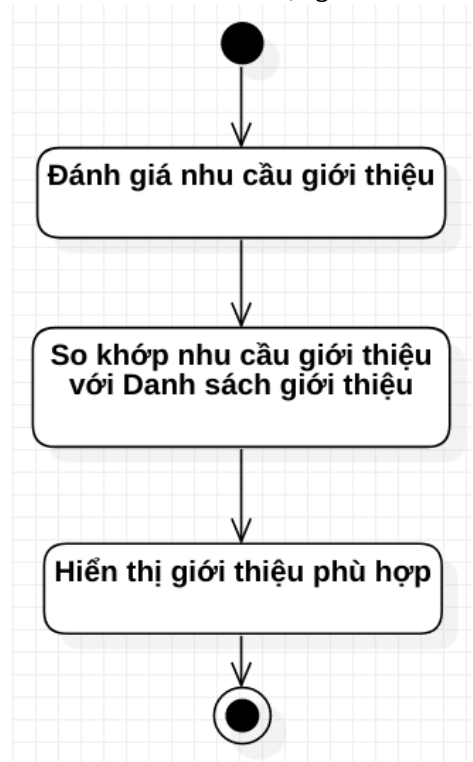 Đánh giá nhu cầu giới thiệu
So khớp nhu cầu giới thiệu
với Danh sách giới thiệu
Hiển thị giới thiệu phù hợp